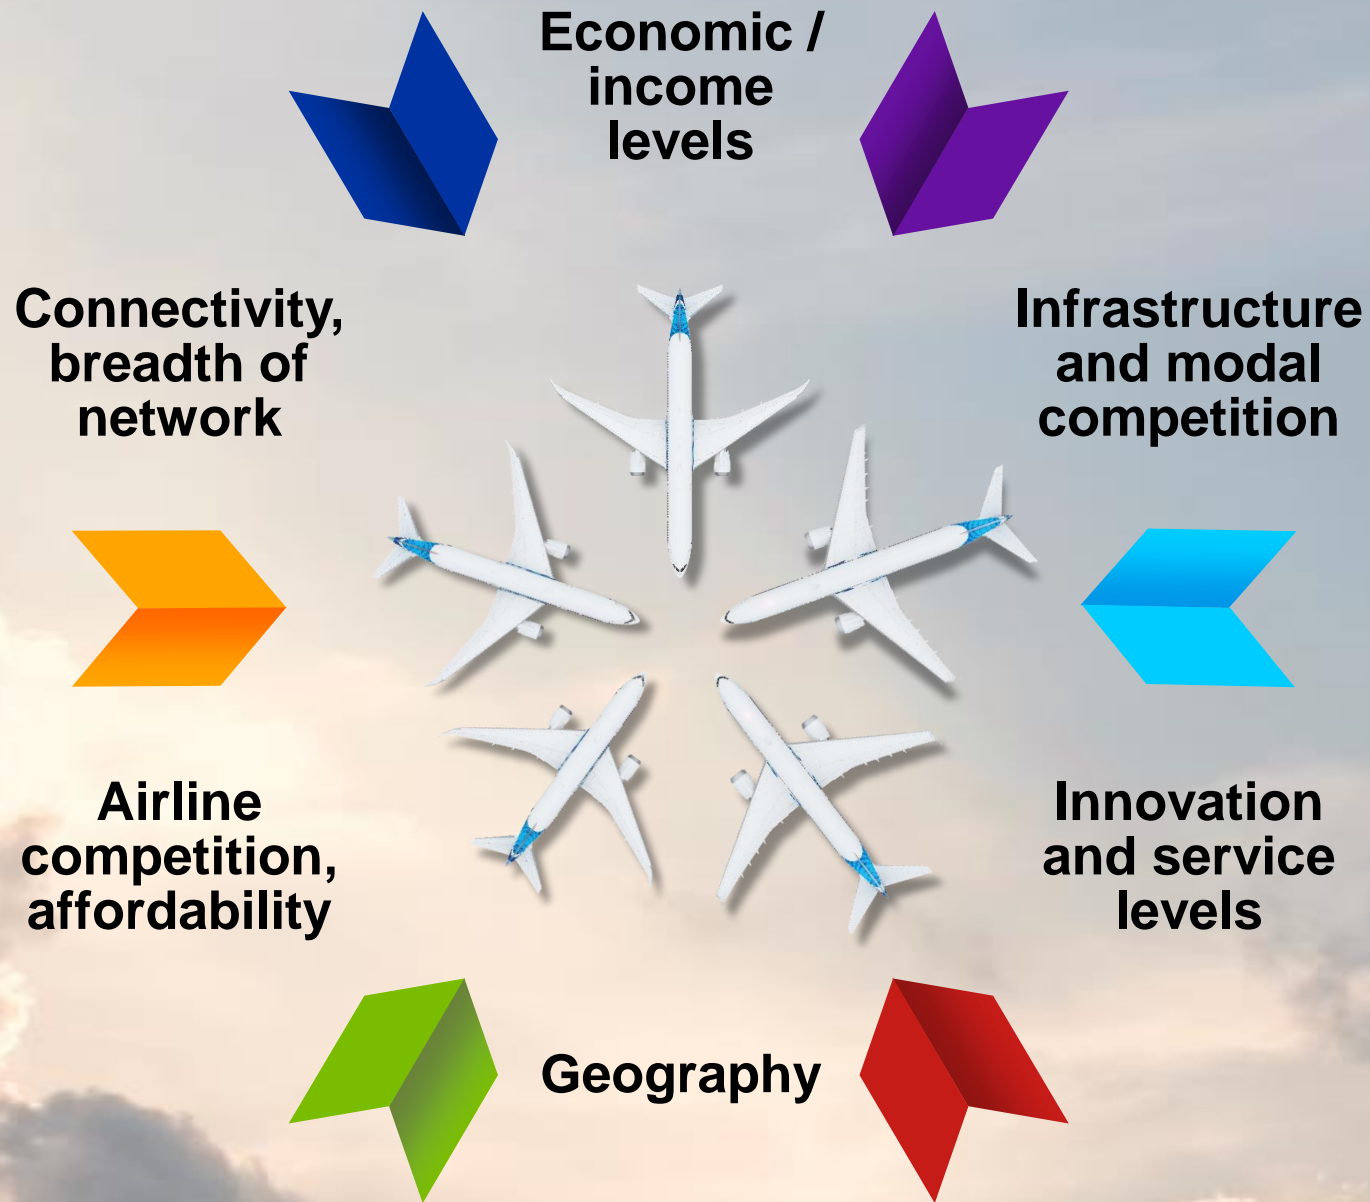 Economic /
income
levels
Connectivity,
breadth of
network
Infrastructure
and modal
competition
Airline
competition,
affordability
Innovation
and service
levels
Geography